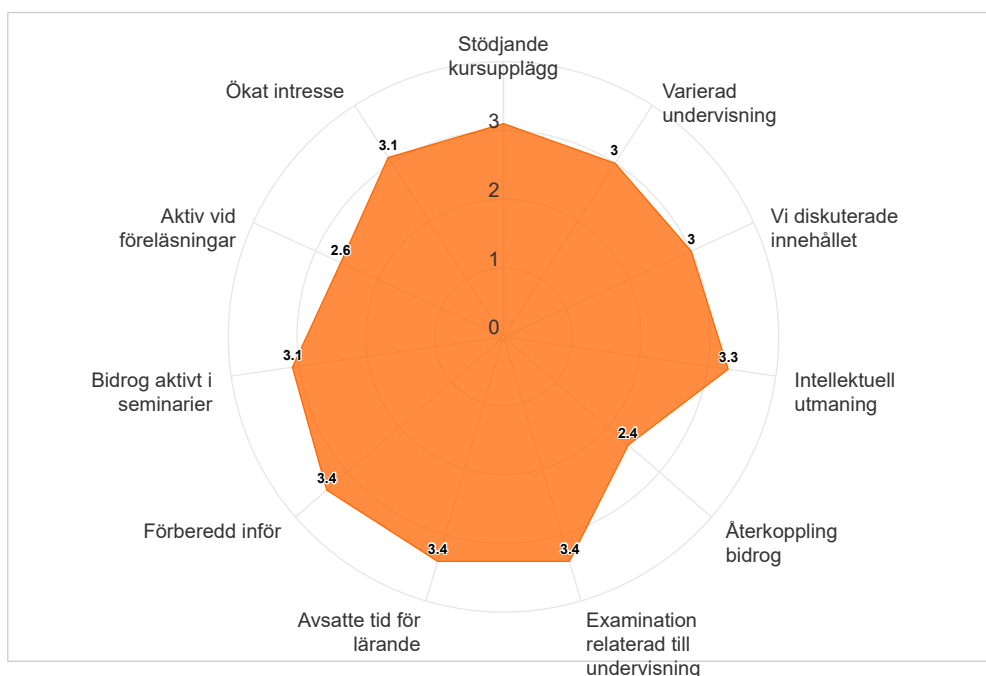 Stödjande
kursupplägg
Varierad
undervisning
Vi diskuterade
innehållet
Intellektuell
utmaning
Återkoppling
bidrog
Examination
relaterad till
undervisning
Avsatte tid för
lärande
Förberedd inför
Bidrog aktivt i
seminarier
Aktiv vid
föreläsningar
Ökat intresse
3
2
1
0
3
3
3.3
2.4
3.4
3.4
3.4
3.1
2.6
3.1